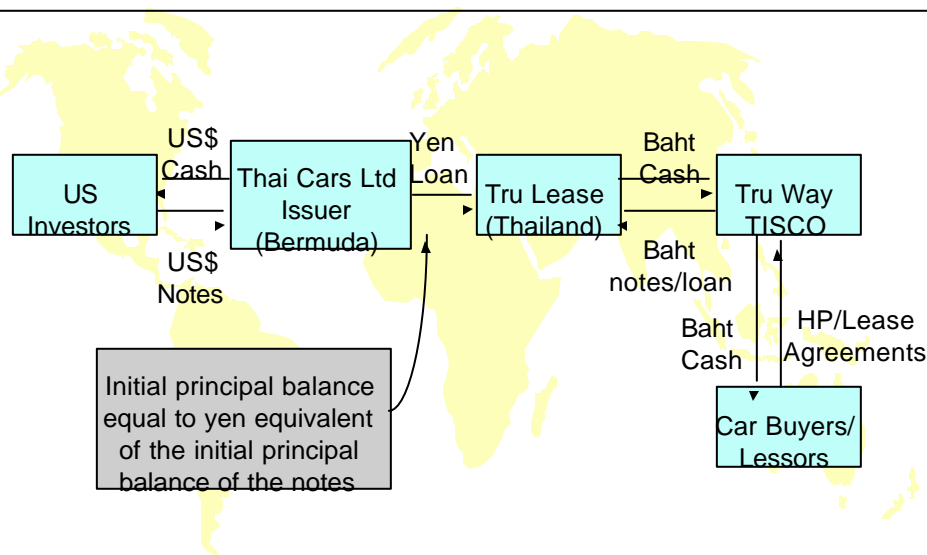 US$
Cash
US
Investors
Thai Cars Ltd
Issuer
(Bermuda)
US$
Notes
Yen
Loan
Tru Lease
(Thailand)
Baht
Cash
Baht
notes/loan
Tru Way
TISCO
Baht
Cash
HP/Lease
Agreements
Car Buyers/
Lessors
Initial principal balance
equal to yen equivalent
of the initial principal
balance of the notes